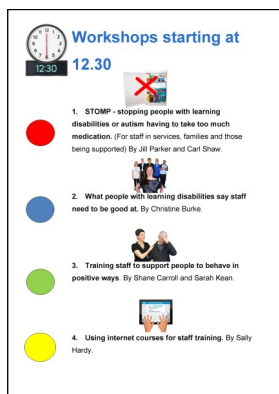 Workshops starting at
12:30
12.30
1. STOMP - stopping people with learning
disabilities or autism having to take too much
medication. (For staff in services, families and those
being supported) By Jill Parker and Carl Shaw.
2. What people with learning disabilities say staff
need to be good at. By Christine Burke.
3. Training staff to support people to behave in
positive ways. By Shane Carroll and Sarah Kean.
4. Using internet courses for staff training. By Sally
Hardy.